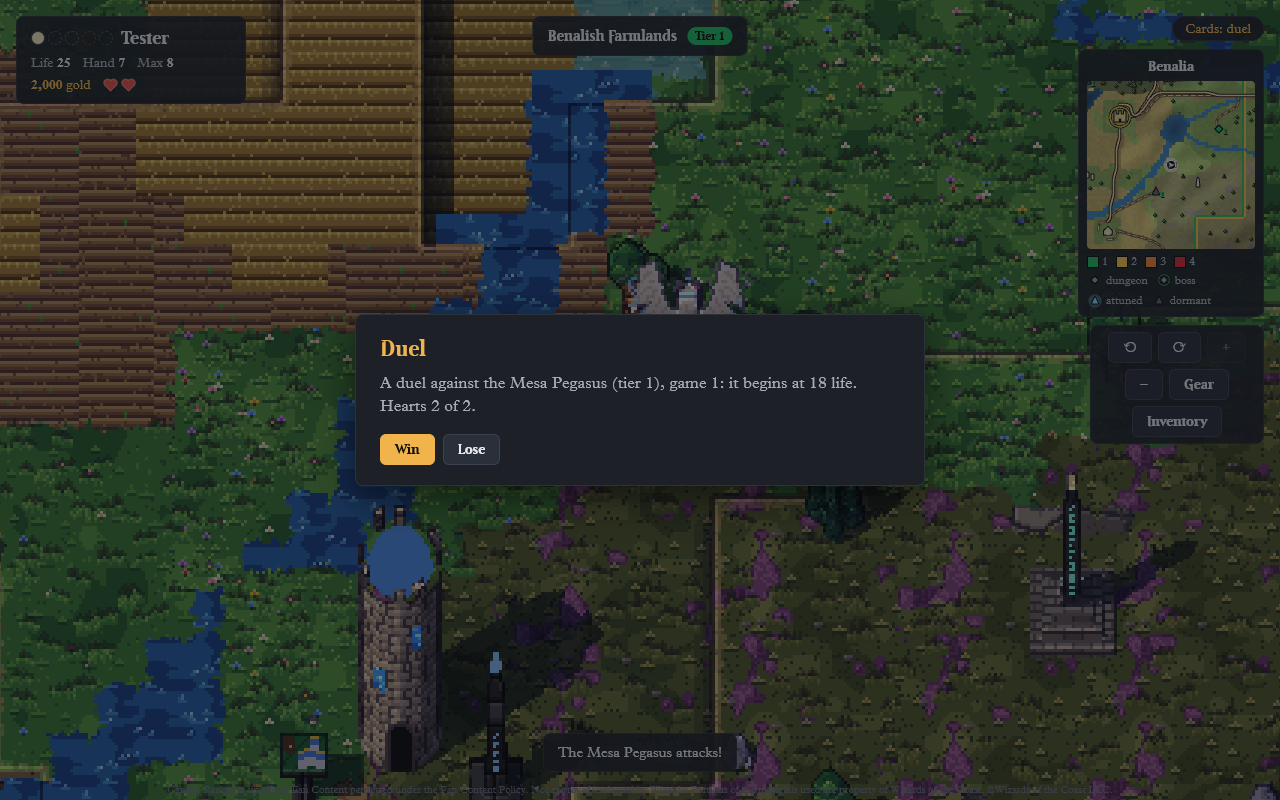 Tester
Life 25 Hand 7 Max 8
2,000 gold
Benalish Farmlands Tier 1
Cards: duel
Benalia
1 2 3 4
dungeon boss
attuned dormant
Gear
Inventory
Duel
A duel against the Mesa Pegasus (tier 1), game 1: it begins at 18 life.
Hearts 2 of 2.
Win Lose
The Mesa Pegasus attacks!